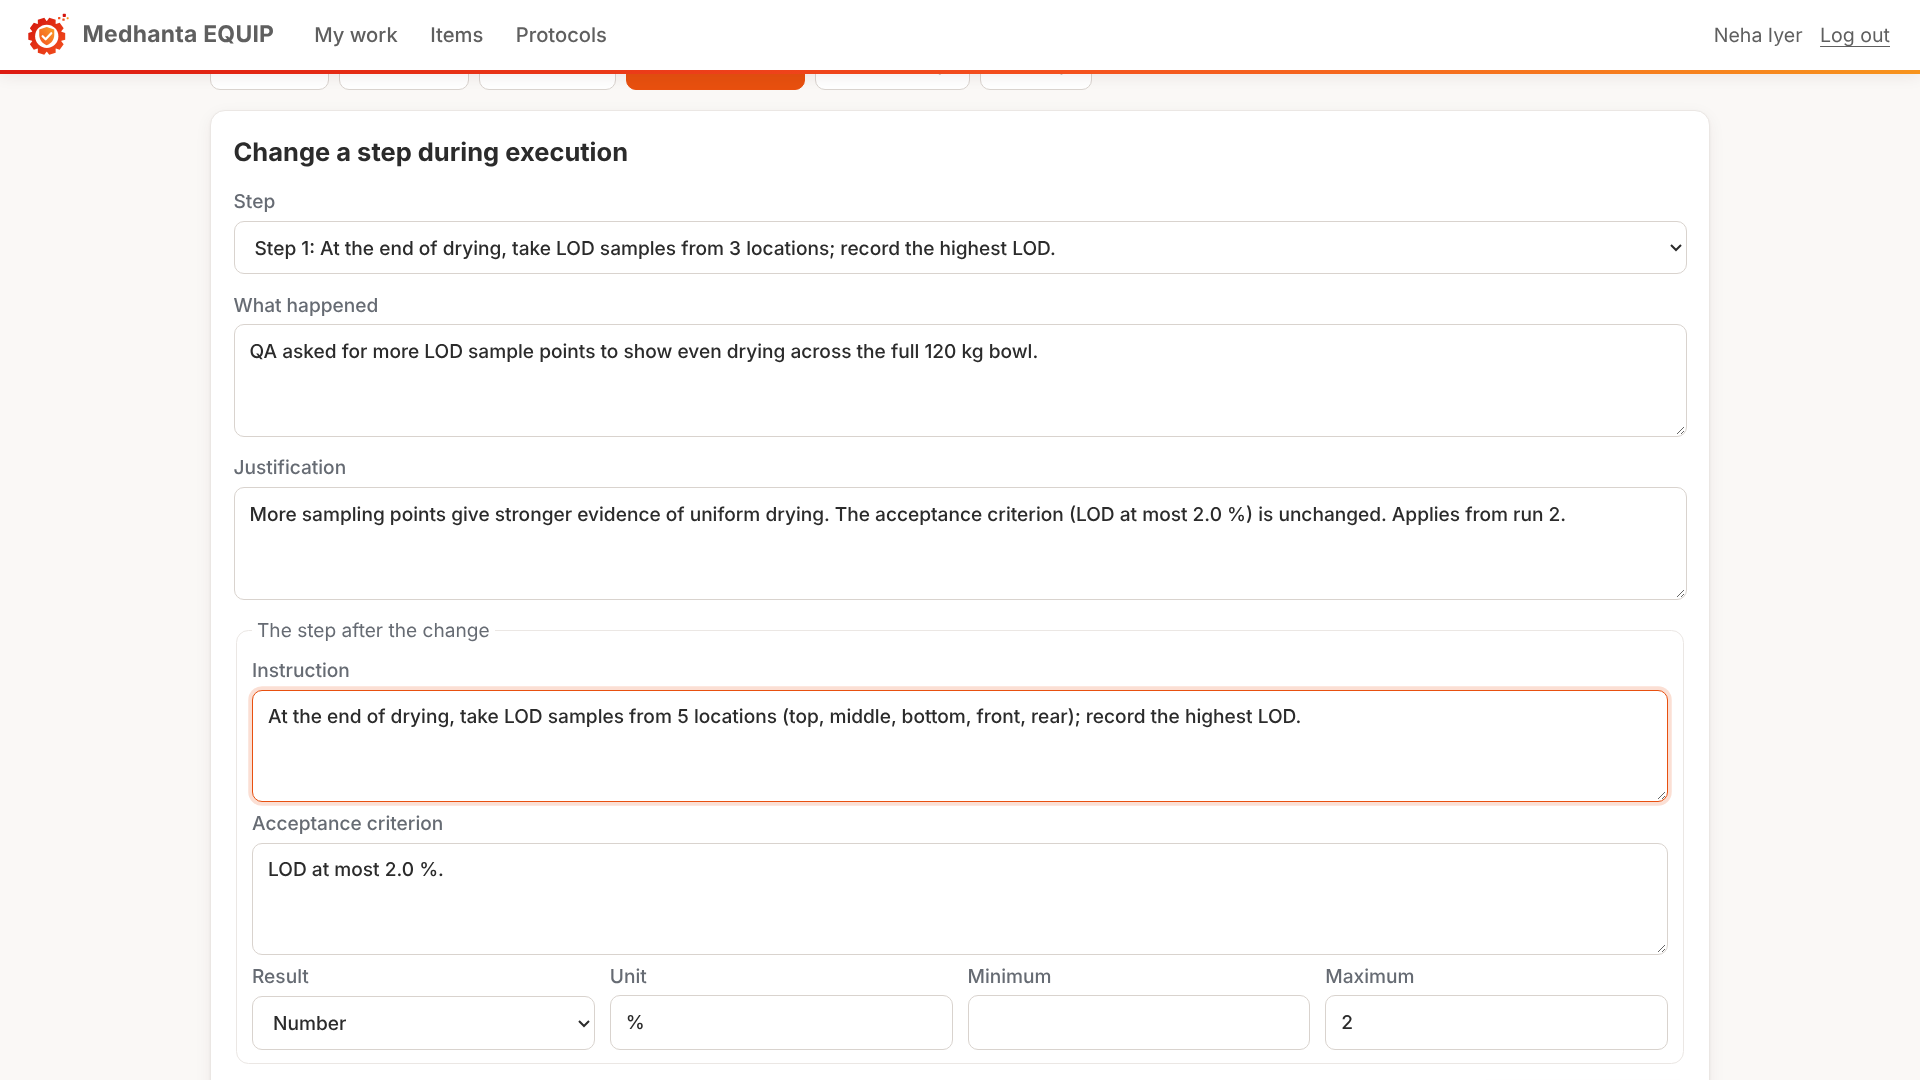 Medhanta EQUIP
My work
Items
Protocols
Neha Iyer
Log out
Change a step during execution
Step
Step 1: At the end of drying, take LOD samples from 3 locations; record the highest LOD.
What happened
QA asked for more LOD sample points to show even drying across the full 120 kg bowl.
Justification
More sampling points give stronger evidence of uniform drying. The acceptance criterion (LOD at most 2.0 %) is unchanged. Applies from run 2.
The step after the change
Instruction
At the end of drying, take LOD samples from 5 locations (top, middle, bottom, front, rear); record the highest LOD.
Acceptance criterion
LOD at most 2.0 %.
Result
Unit
Minimum
Maximum
Number
%
2